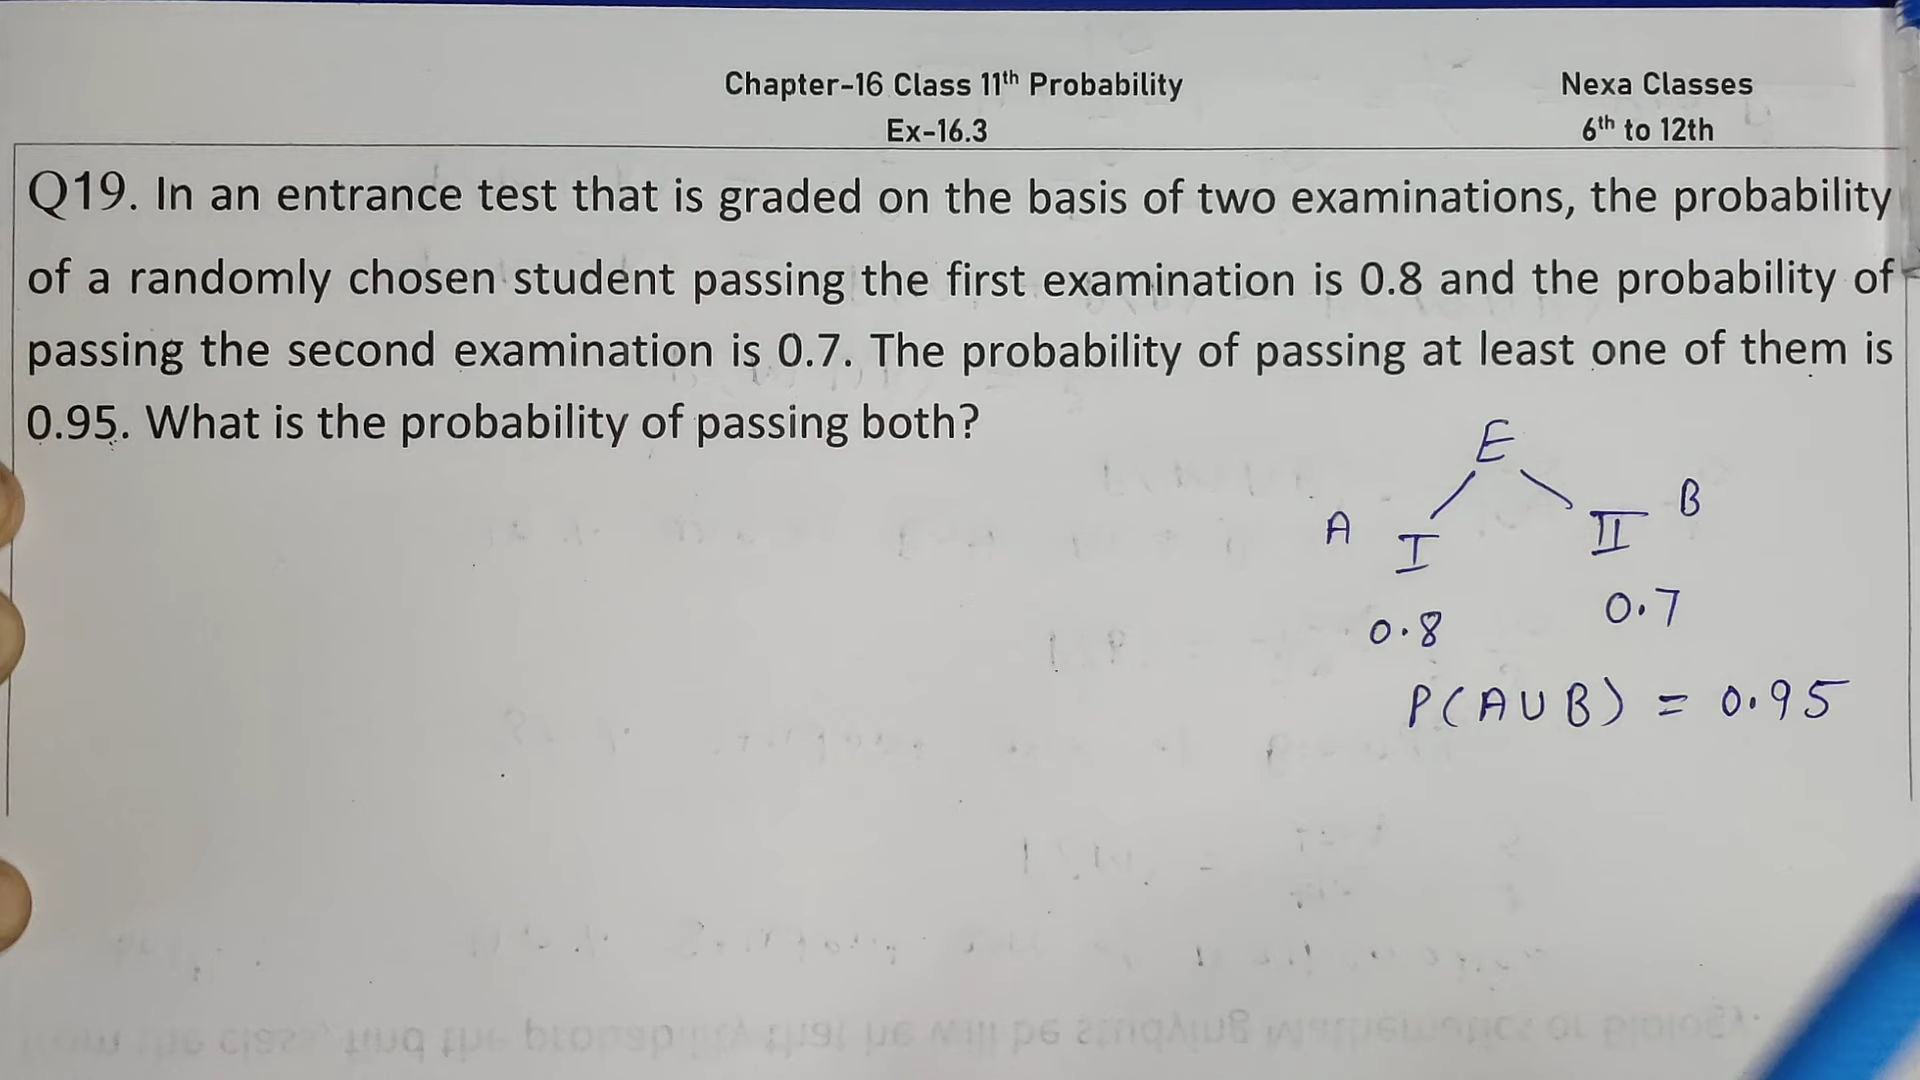 Chapter-16 Class 11th Probability
Nexa Classes
Ex-16.3
6th to 12th
Q19. In an entrance test that is graded on the basis of two examinations, the probability
of a randomly chosen student passing the first examination is 0.8 and the probability of
passing the second examination is 0.7. The probability of passing at least one of them is
0.95. What is the probability of passing both?
E
A I II B
0.8 0.7
P(A∪B) = 0.95